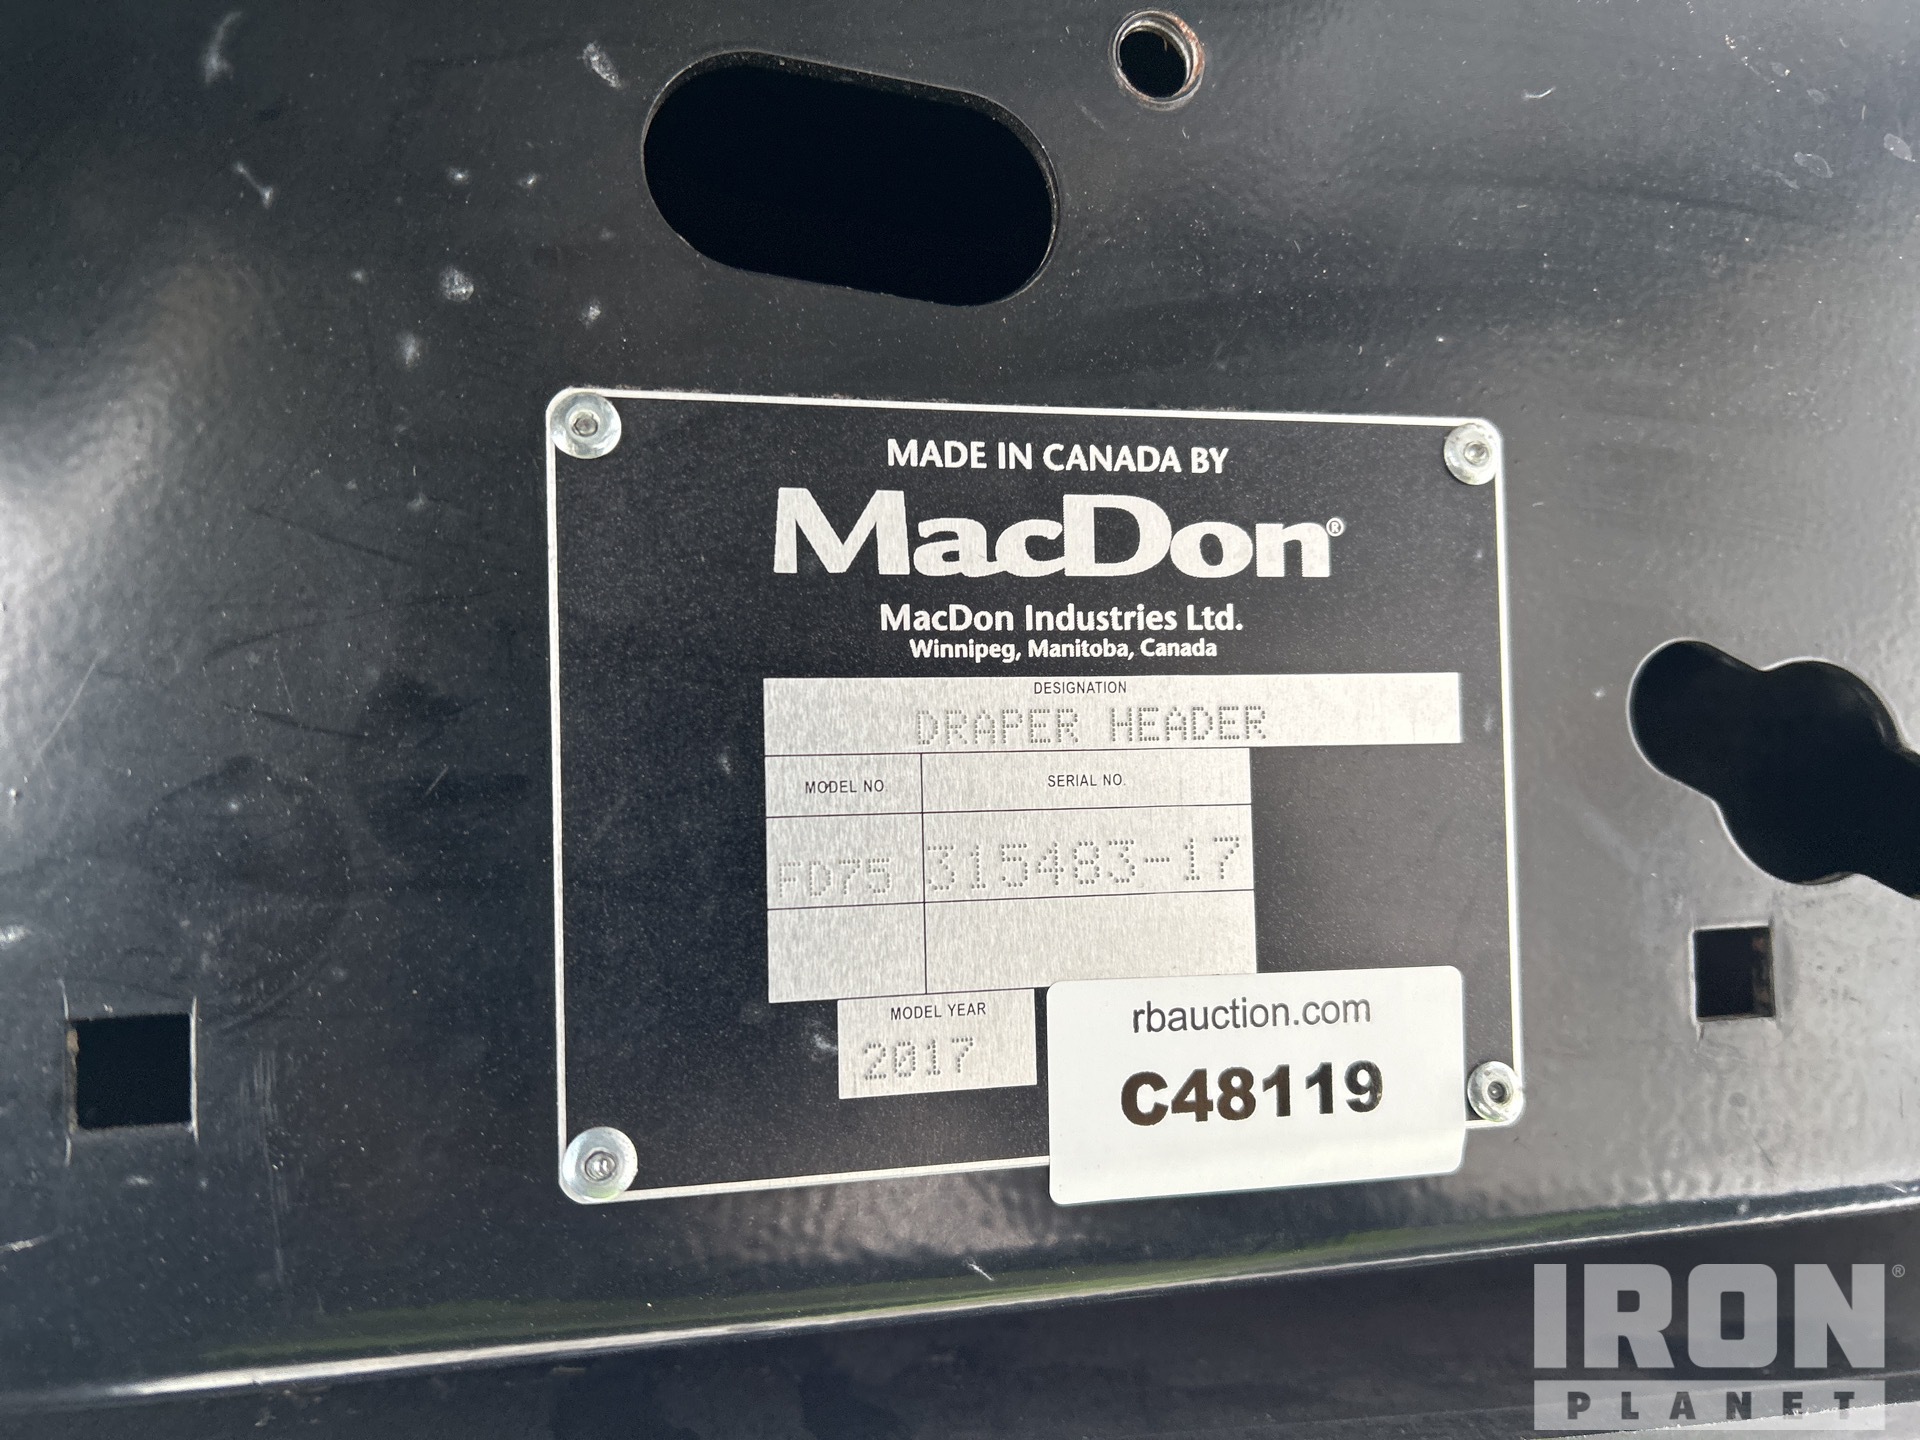 MADE IN CANADA BY
MacDon®
MacDon Industries Ltd.
Winnipeg, Manitoba, Canada
DESIGNATION
DRAPER HEADER
MODEL NO. SERIAL NO.
FD75 315483-17
MODEL YEAR
2017
rbauction.com
C48119
IRON®
PLANET